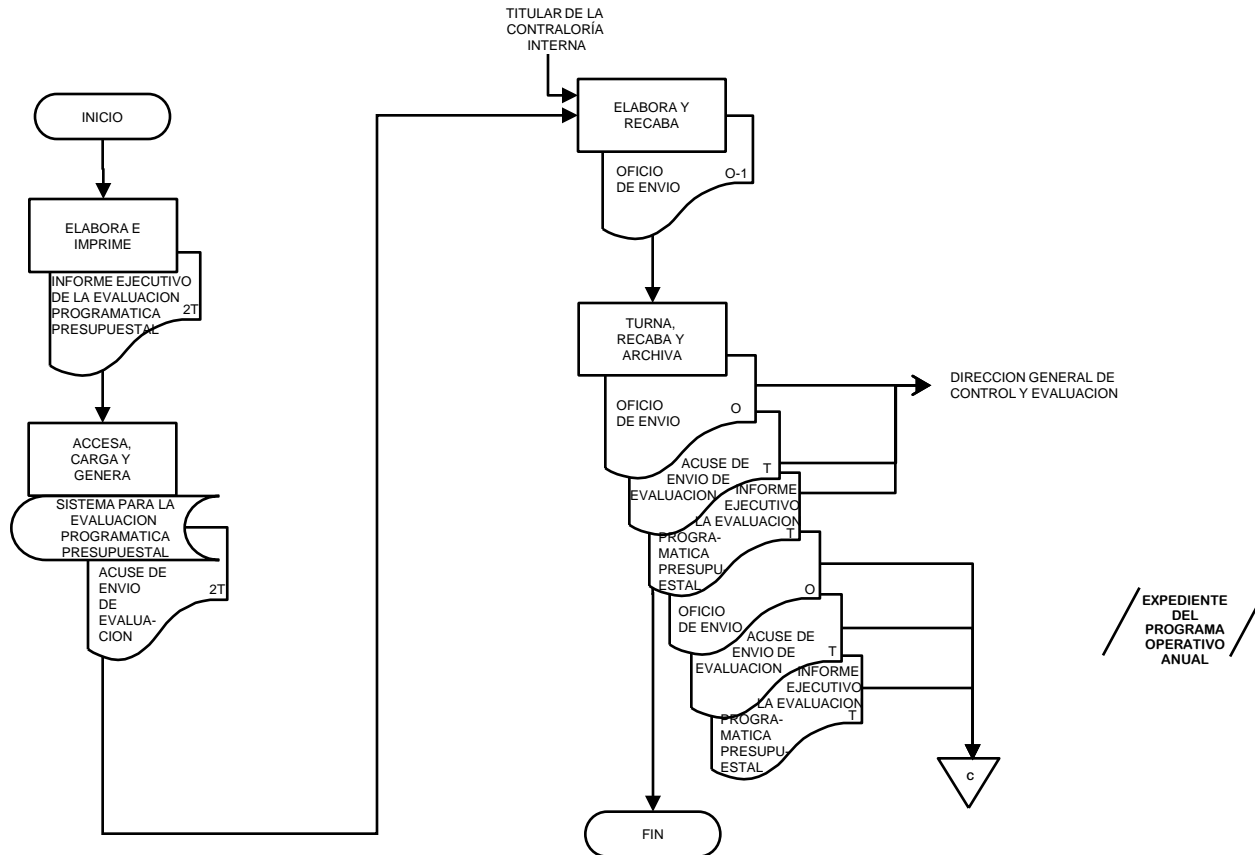 INICIO
ELABORA E
IMPRIME
INFORME EJECUTIVO
DE LA EVALUACION
PROGRAMATICA
PRESUPUESTAL
2T
ACCESA,
CARGA Y
GENERA
SISTEMA PARA LA
EVALUACION
PROGRAMATICA
PRESUPUESTAL
ACUSE DE
ENVIO
DE
EVALUA-
CION
2T
TITULAR DE LA
CONTRALORÍA
INTERNA
ELABORA Y
RECABA
OFICIO
DE ENVIO
O-1
TURNA,
RECABA Y
ARCHIVA
OFICIO
DE ENVIO
O
ACUSE DE
ENVIO DE
EVALUACION
T
INFORME
EJECUTIVO
LA EVALUACION
PROGRA-
MATICA
PRESUPU-
ESTAL
T
OFICIO
DE ENVIO
O
ACUSE DE
ENVIO DE
EVALUACION
T
INFORME
EJECUTIVO
LA EVALUACION
PROGRA-
MATICA
PRESUPU-
ESTAL
T
DIRECCION GENERAL DE
CONTROL Y EVALUACION
EXPEDIENTE
DEL
PROGRAMA
OPERATIVO
ANUAL
c
FIN